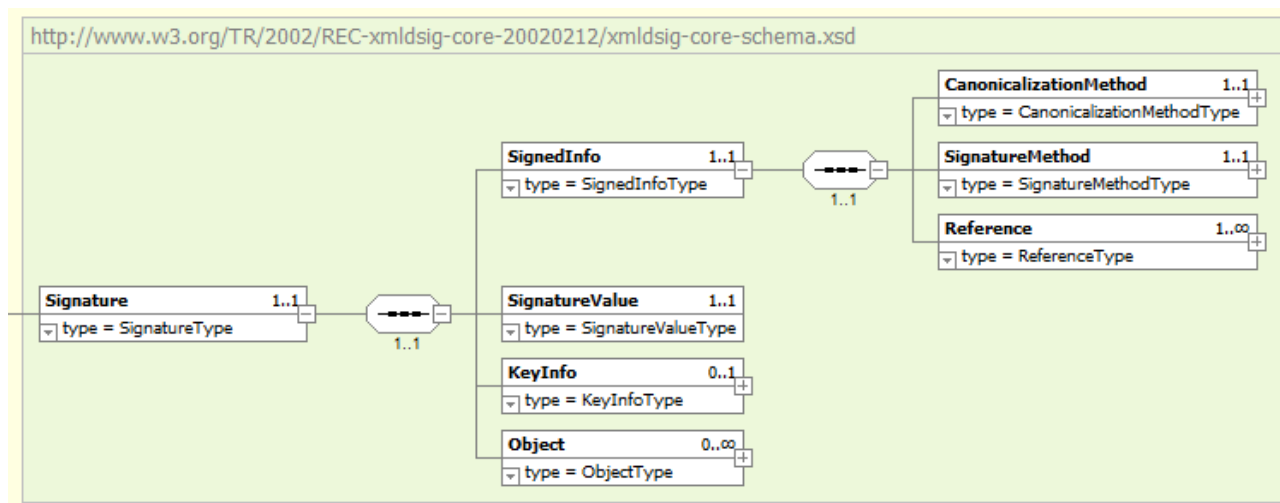 http://www.w3.org/TR/2002/REC-xmldsig-core-20020212/xmldsig-core-schema.xsd
Signature 1..1
type = SignatureType
1..1
SignedInfo 1..1
type = SignedInfoType
1..1
CanonicalizationMethod 1..1
type = CanonicalizationMethodType
SignatureMethod 1..1
type = SignatureMethodType
Reference 1..∞
type = ReferenceType
SignatureValue 1..1
type = SignatureValueType
KeyInfo 0..1
type = KeyInfoType
Object 0..∞
type = ObjectType